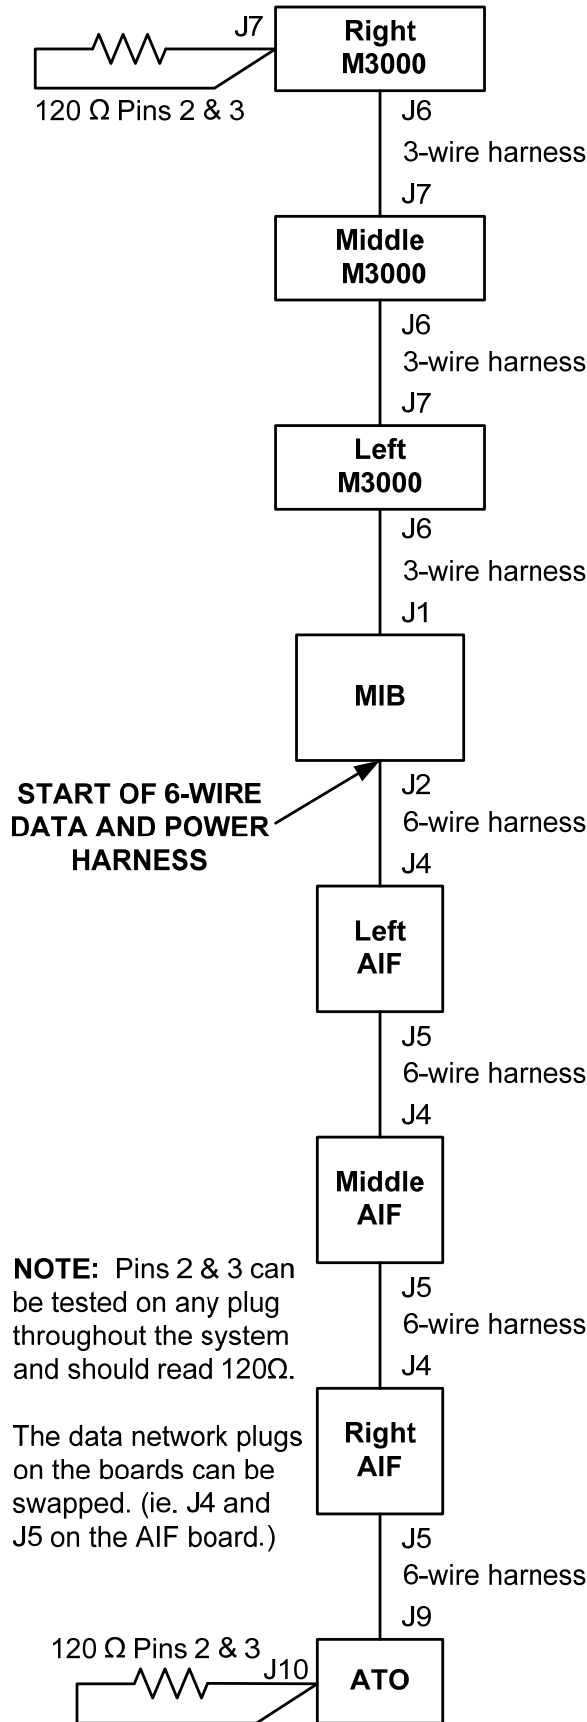 J7
Right
M3000
120 Ω Pins 2 & 3
J6
3-wire harness
J7
Middle
M3000
J6
3-wire harness
J7
Left
M3000
J6
3-wire harness
J1
MIB
START OF 6-WIRE
DATA AND POWER
HARNESS
J2
6-wire harness
J4
Left
AIF
J5
6-wire harness
J4
Middle
AIF
NOTE: Pins 2 & 3 can
be tested on any plug
throughout the system
and should read 120Ω.
J5
6-wire harness
J4
The data network plugs
on the boards can be
swapped. (ie. J4 and
J5 on the AIF board.)
Right
AIF
J5
6-wire harness
J9
120 Ω Pins 2 & 3
J10
ATO